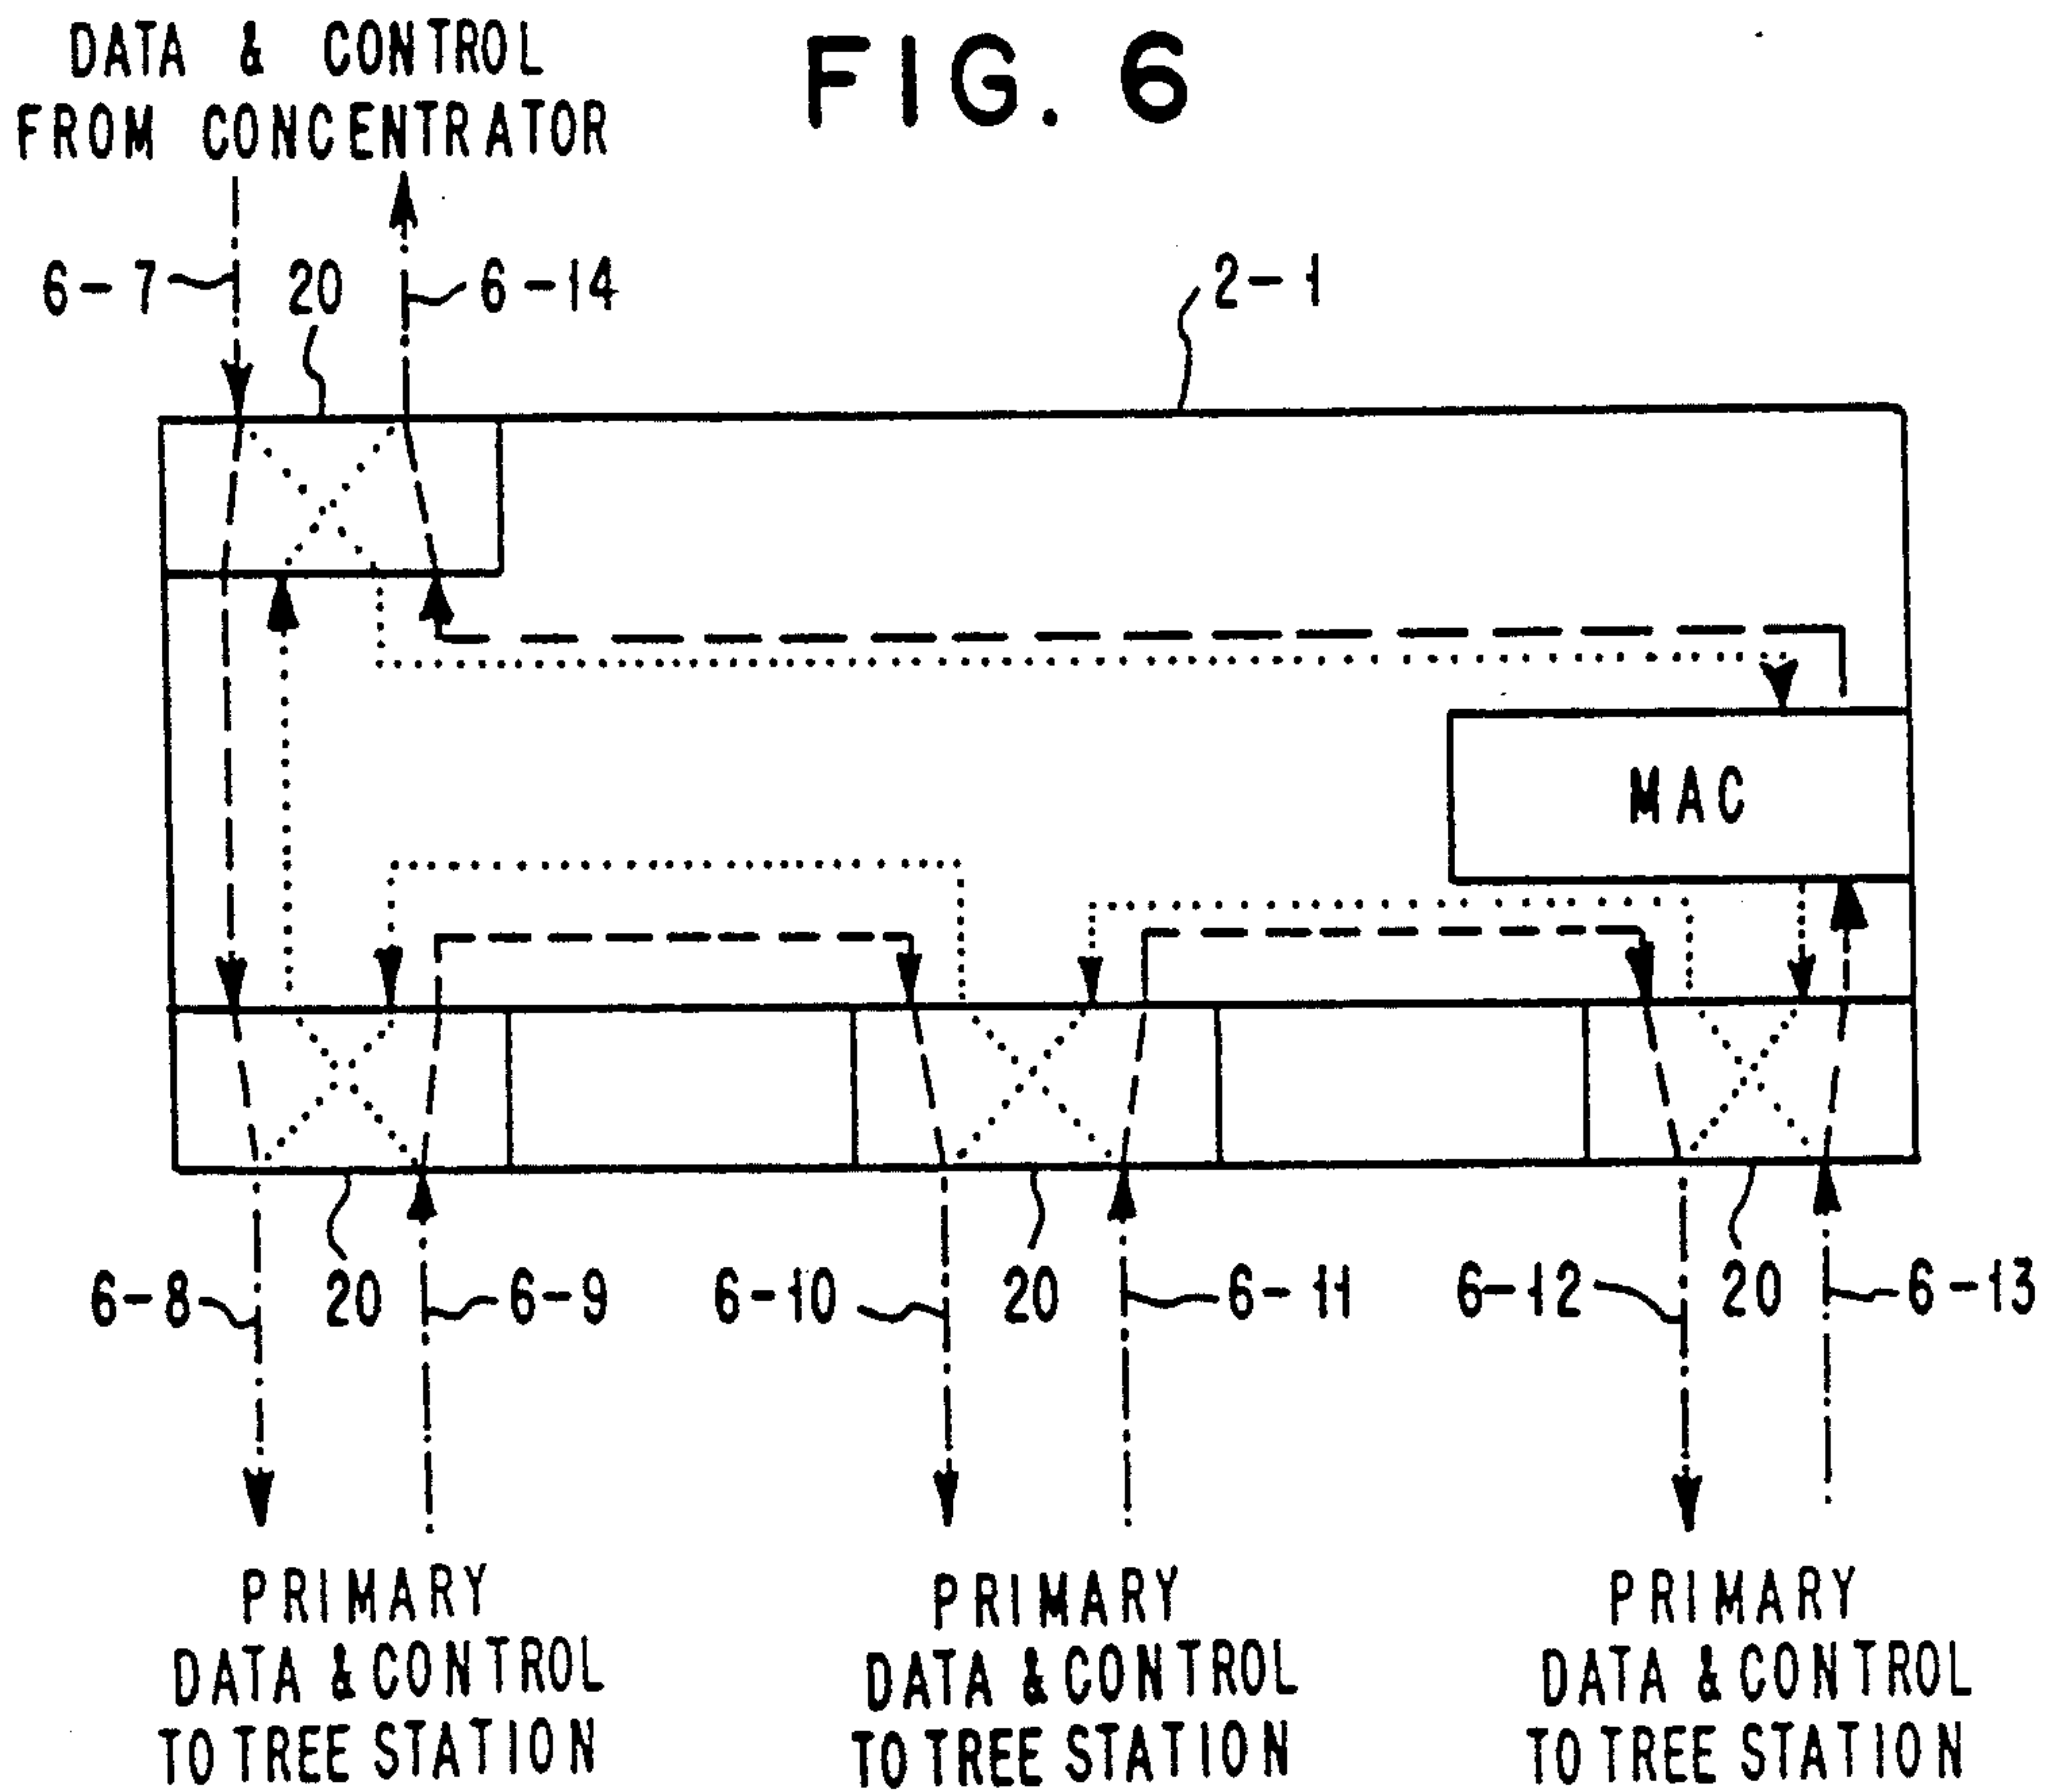 DATA & CONTROL
FROM CONCENTRATOR
FIG. 6
6-7
20
6-14
2-1
MAC
6-8
20
6-9
6-10
20
6-11
6-12
20
6-13
PRIMARY
DATA & CONTROL
TO TREE STATION
PRIMARY
DATA & CONTROL
TO TREE STATION
PRIMARY
DATA & CONTROL
TO TREE STATION